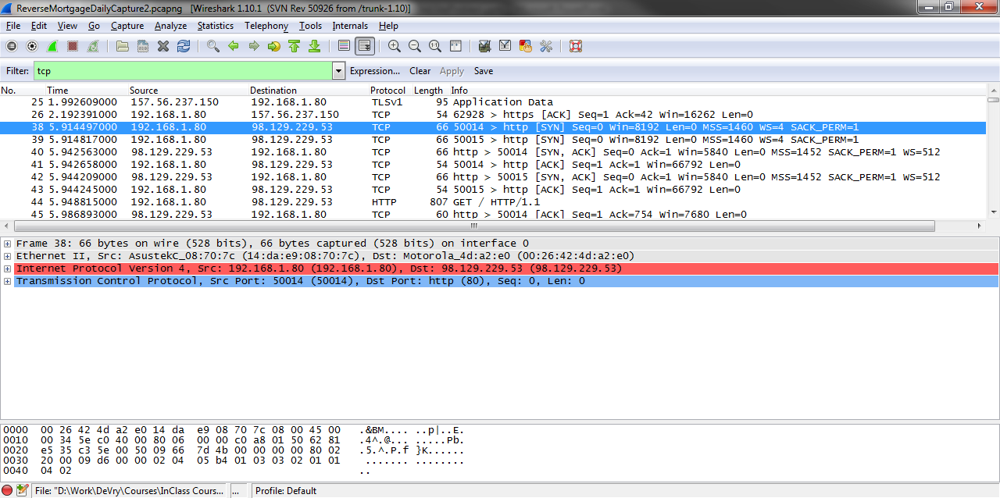 ReverseMortgageDailyCapture2.pcapng   [Wireshark 1.10.1  (SVN Rev 50926 from /trunk-1.10)]
File Edit View Go Capture Analyze Statistics Telephony Tools Internals Help
Filter: tcp Expression... Clear Apply Save
No. Time Source Destination Protocol Length Info
25 1.992609000 157.56.237.150 192.168.1.80 TLSv1 95 Application Data
26 2.192391000 192.168.1.80 157.56.237.150 TCP 54 62928 > https [ACK] Seq=1 Ack=42 Win=16262 Len=0
38 5.914497000 192.168.1.80 98.129.229.53 TCP 66 50014 > http [SYN] Seq=0 Win=8192 Len=0 MSS=1460 WS=4 SACK_PERM=1
39 5.914817000 192.168.1.80 98.129.229.53 TCP 66 50015 > http [SYN] Seq=0 Win=8192 Len=0 MSS=1460 WS=4 SACK_PERM=1
40 5.942563000 98.129.229.53 192.168.1.80 TCP 66 http > 50014 [SYN, ACK] Seq=0 Ack=1 Win=5840 Len=0 MSS=1452 SACK_PERM=1 WS=512
41 5.942658000 192.168.1.80 98.129.229.53 TCP 54 50014 > http [ACK] Seq=1 Ack=1 Win=66792 Len=0
42 5.944209000 98.129.229.53 192.168.1.80 TCP 66 http > 50015 [SYN, ACK] Seq=0 Ack=1 Win=5840 Len=0 MSS=1452 SACK_PERM=1 WS=512
43 5.944245000 192.168.1.80 98.129.229.53 TCP 54 50015 > http [ACK] Seq=1 Ack=1 Win=66792 Len=0
44 5.948815000 192.168.1.80 98.129.229.53 HTTP 807 GET / HTTP/1.1
45 5.986893000 98.129.229.53 192.168.1.80 TCP 60 http > 50014 [ACK] Seq=1 Ack=754 Win=7680 Len=0
Frame 38: 66 bytes on wire (528 bits), 66 bytes captured (528 bits) on interface 0
Ethernet II, Src: AsustekC_08:70:7c (14:da:e9:08:70:7c), Dst: Motorola_4d:a2:e0 (00:26:42:4d:a2:e0)
Internet Protocol Version 4, Src: 192.168.1.80 (192.168.1.80), Dst: 98.129.229.53 (98.129.229.53)
Transmission Control Protocol, Src Port: 50014 (50014), Dst Port: http (80), Seq: 0, Len: 0
0000 00 26 42 4d a2 e0 14 da e9 08 70 7c 08 00 45 00 .&BM.... ..p|..E.
0010 00 34 5e c0 40 00 80 06 00 00 c0 a8 01 50 62 81 .4^.@... .....Pb.
0020 e5 35 c3 5e 00 50 09 66 7d 4b 00 00 00 00 80 02 .5.^.P.f }K......
0030 20 00 09 d6 00 00 02 04 05 b4 01 03 03 02 01 01 ....... ........
0040 04 02 ..
File: "D:\Work\DeVry\Courses\InClass Cours... ... Profile: Default